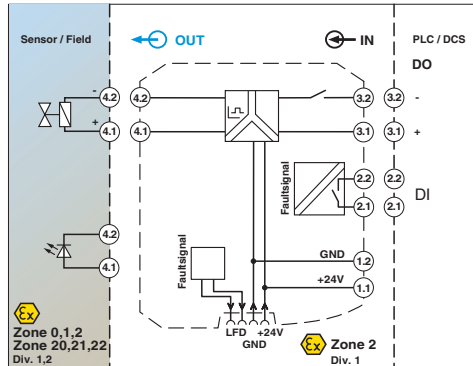 Sensor / Field
OUT
IN
PLC / DCS
DO
-
4.2
4.2
3.2
3.2
-
+
4.1
4.1
3.1
3.1
+
Faultsignal
2.2
2.2
2.1
2.1
DI
4.2
4.1
Faultsignal
GND
1.2
+24V
1.1
Ex
Zone 0,1,2
Zone 20,21,22
Div. 1,2
LFD
+24V
GND
Ex
Zone 2
Div. 1